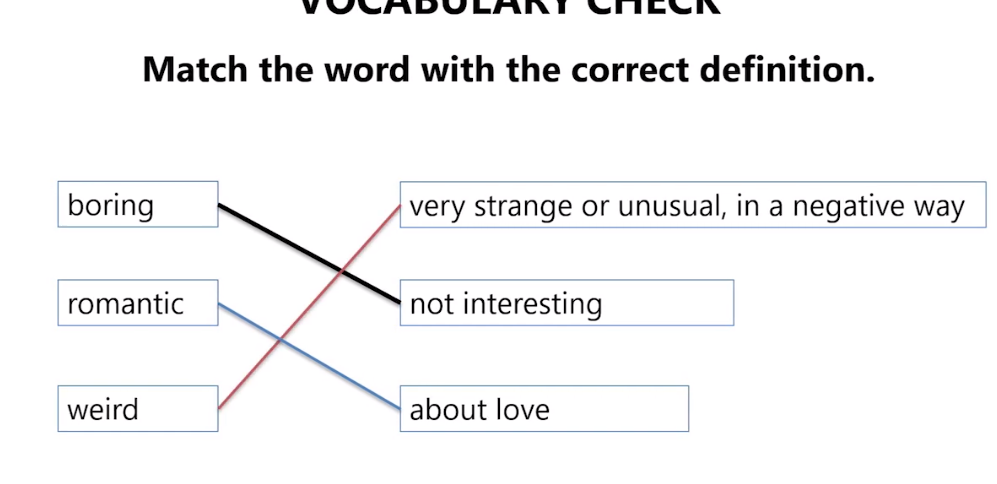 VOCABULARY CHECK
Match the word with the correct definition.
boring
very strange or unusual, in a negative way
romantic
not interesting
weird
about love